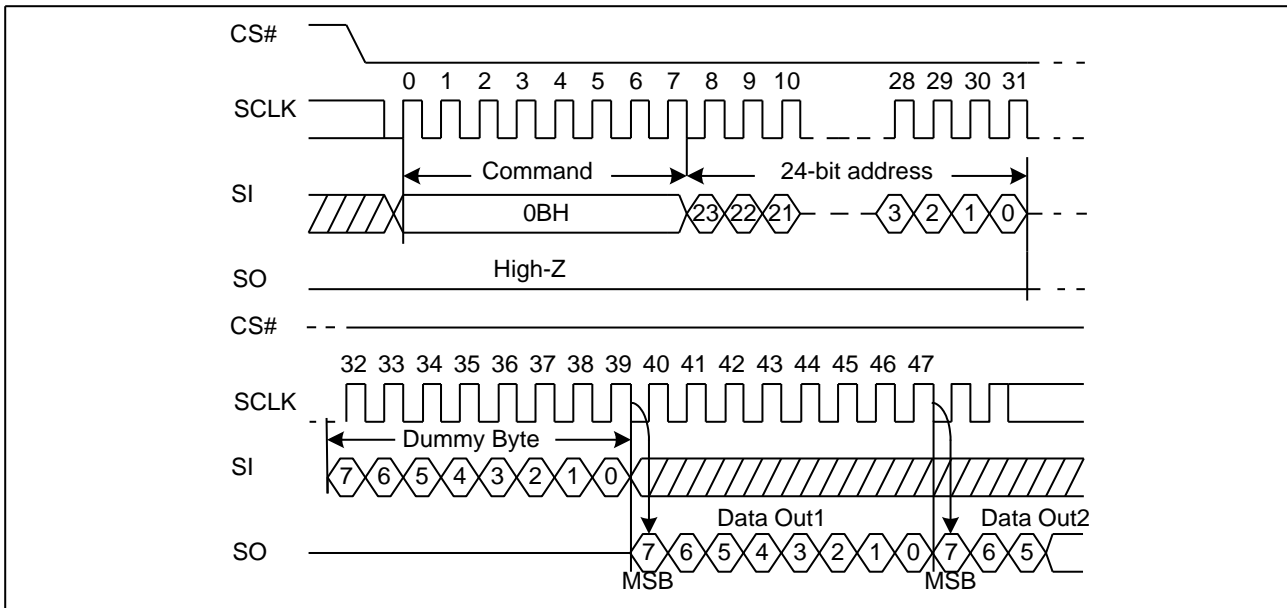 CS#
0 1 2 3 4 5 6 7 8 9 10 28 29 30 31
SCLK
Command 24-bit address
SI
0BH 23 22 21 3 2 1 0
High-Z
SO
CS#
32 33 34 35 36 37 38 39 40 41 42 43 44 45 46 47
SCLK
Dummy Byte
SI
7 6 5 4 3 2 1 0
Data Out1 Data Out2
SO
7 6 5 4 3 2 1 0 7 6 5
MSB MSB